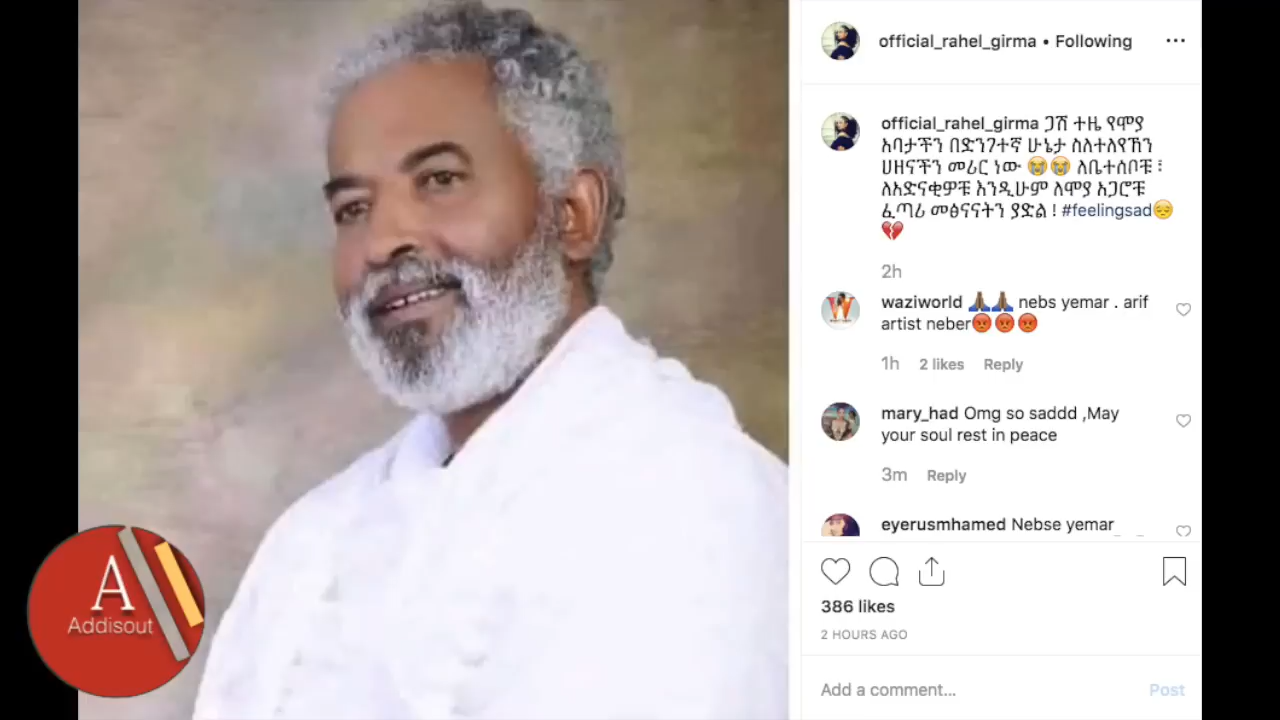 official_rahel_girma • Following
official_rahel_girma ጋሽ ተዜ የሞያ
አባታችን በድንገተኛ ሁኔታ ስለተለየኸን
ሀዘናችን መሪር ነው 😭😭 ለቤተሰቦቹ ፣
ለአድናቂዎቹ እንዲሁም ለሞያ አጋሮቹ
ፈጣሪ መፅናናትን ያድል ! #feelingsad😔
💔
2h
waziworld 🙏🙏 nebs yemar . arif
artist neber😡😡😡
1h 2 likes Reply
mary_had Omg so saddd ,May
your soul rest in peace
3m Reply
eyerusmhamed Nebse yemar
386 likes
2 HOURS AGO
Add a comment... Post
A
Addisout